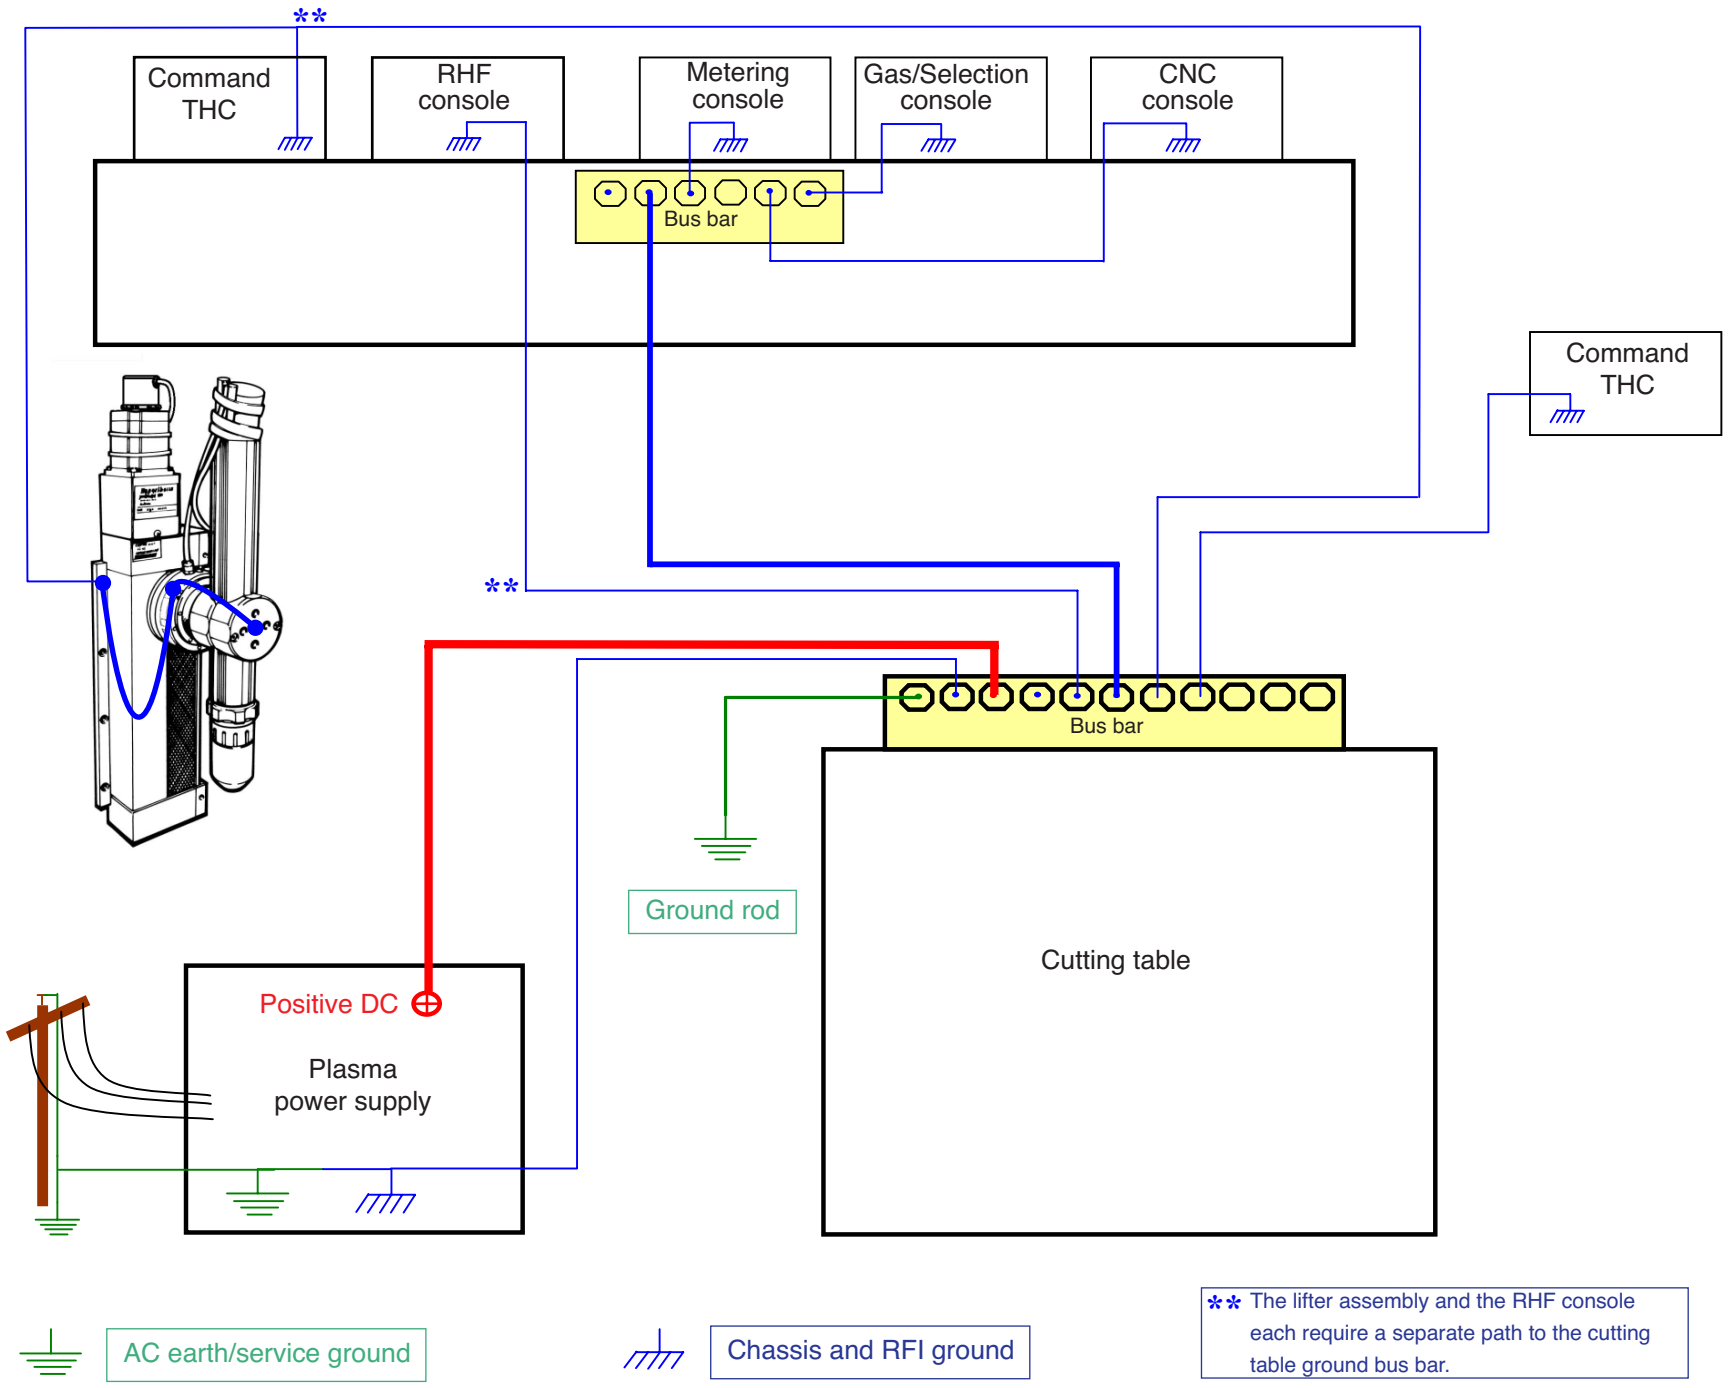 **
Command
THC
RHF
console
Metering
console
Gas/Selection
console
CNC
console
Bus bar
Command
THC
**
Bus bar
Ground rod
Cutting table
Positive DC
Plasma
power supply
AC earth/service ground
Chassis and RFI ground
** The lifter assembly and the RHF console
each require a separate path to the cutting
table ground bus bar.